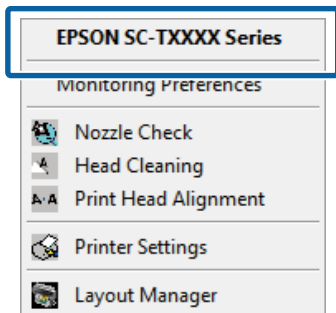 EPSON SC-TXXXX Series
Monitoring Preferences
Nozzle Check
Head Cleaning
Print Head Alignment
Printer Settings
Layout Manager